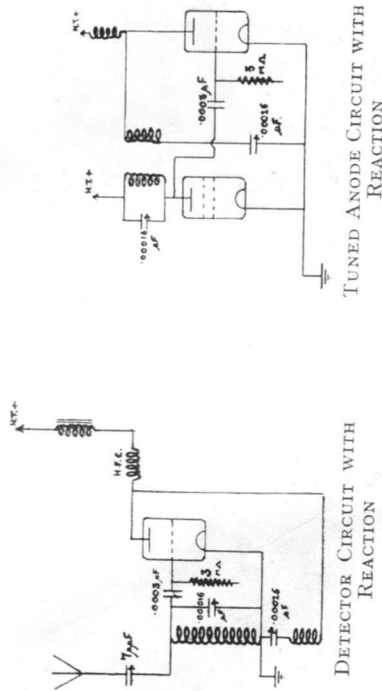 H.T.+
H.T.+
.00016
µF
.0003µF
3
MΩ
.00025
µF.
TUNED ANODE CIRCUIT WITH
REACTION
H.T.+
H.F.C.
.0003µF
3
MΩ
.00016
µF
.00025
µF
DETECTOR CIRCUIT WITH
REACTION